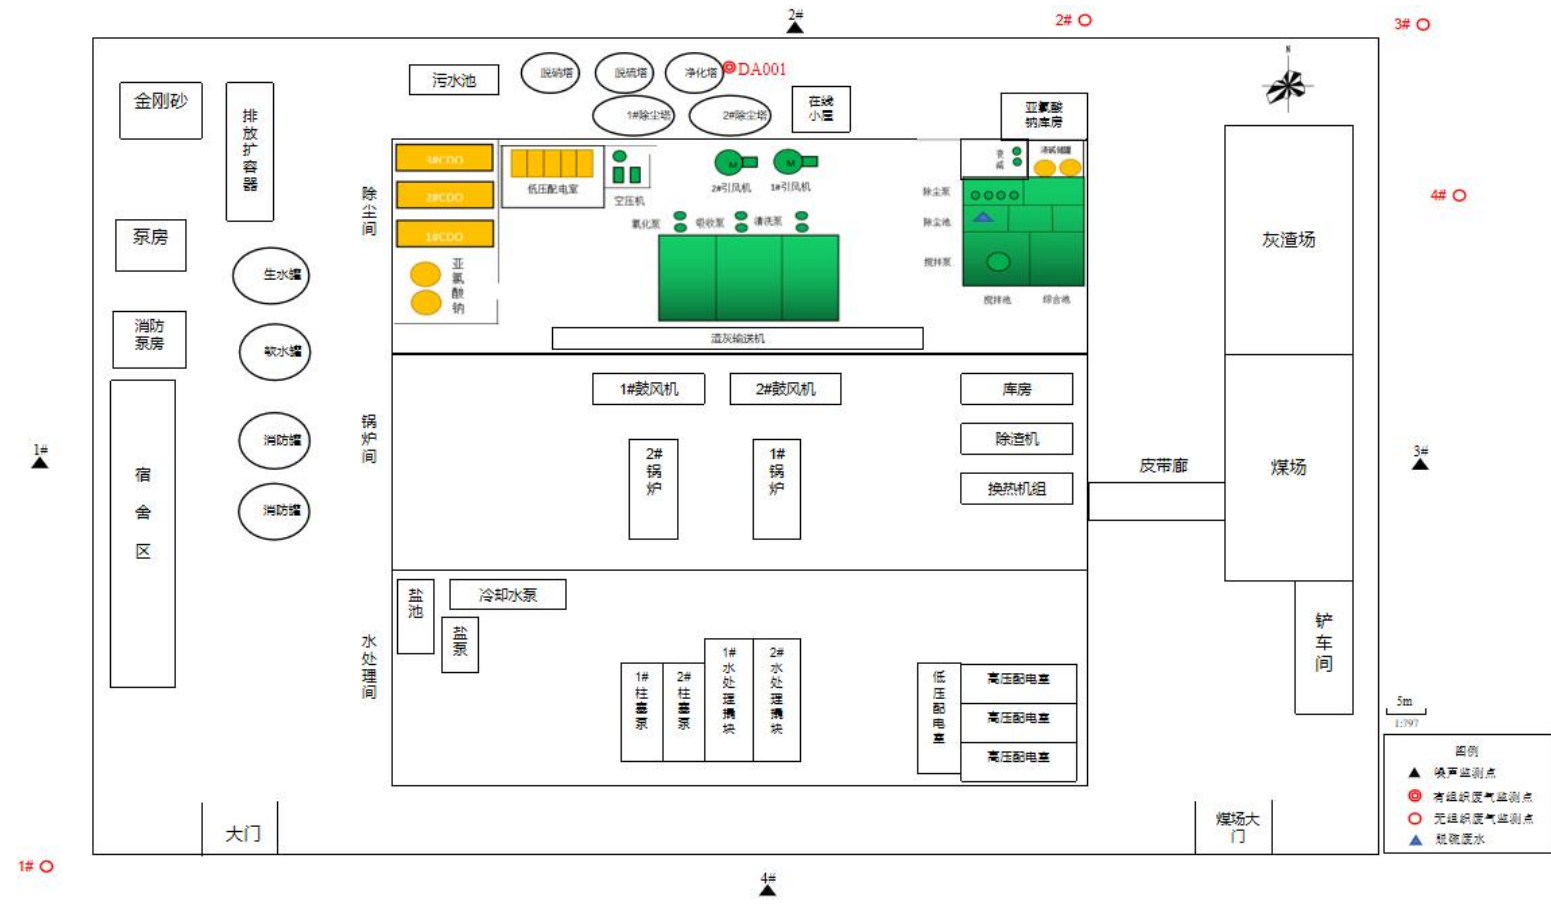 2#
2#
3#
N
金刚砂
排放扩容器
污水池
脱硝塔
脱硫塔
净化塔
DA001
1#除尘塔
2#除尘塔
在线
小屋
亚氯酸
钠库房
3#CDO
2#CDO
1#CDO
低压配电室
空压机
M
M
2#引风机
1#引风机
液碱储罐
除尘泵
除尘池
搅拌泵
搅拌池
综合池
4#
灰渣场
除尘间
泵房
生水罐
氧化泵
吸收泵
清洗泵
亚氯酸钠
消防
泵房
软水罐
渣灰输送机
1#鼓风机
2#鼓风机
库房
锅炉间
消防罐
消防罐
2#锅炉
1#锅炉
除渣机
换热机组
皮带廊
煤场
1#
3#
宿舍区
盐池
冷却水泵
盐泵
水处理间
1#柱塞泵
2#柱塞泵
1#水处理撬块
2#水处理撬块
低压配电室
高压配电室
高压配电室
高压配电室
铲车间
5m
1:797
图例
噪声监测点
有组织废气监测点
无组织废气监测点
脱硫废水
大门
煤场大
门
1#
4#